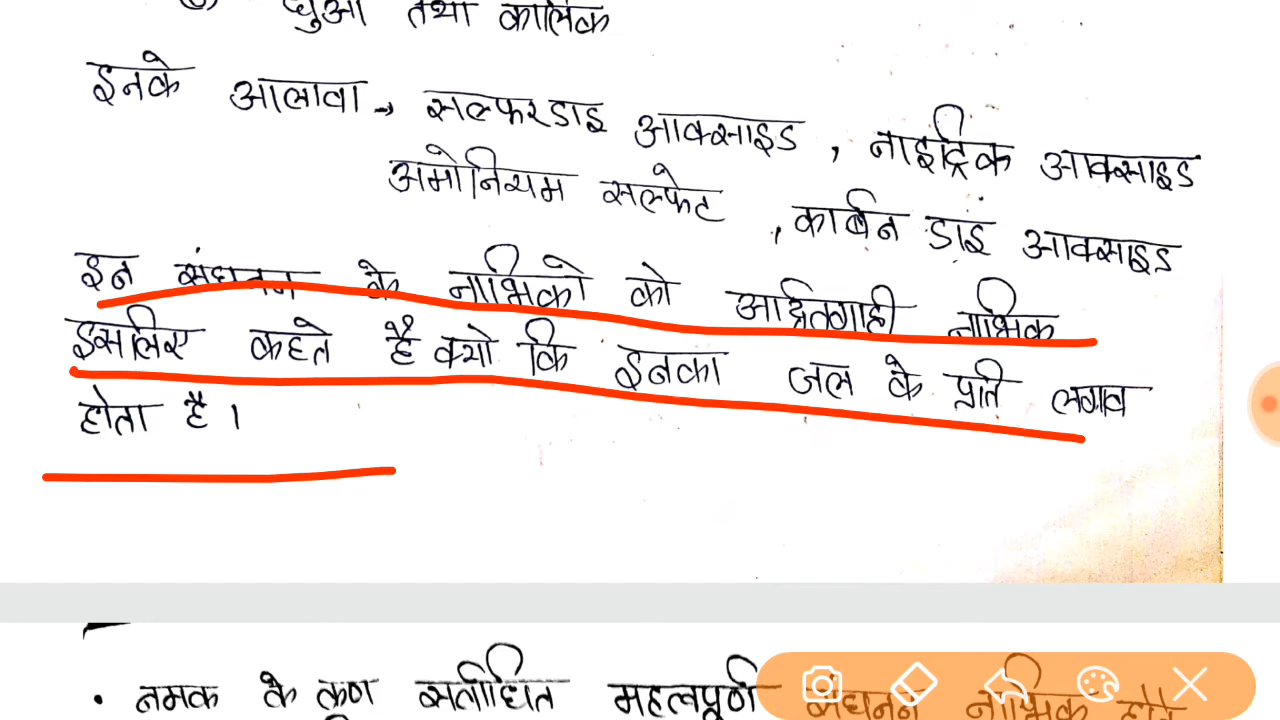 धुआँ तथा कालिक
इनके आलावा → सल्फरडाइ आक्साइड , नाइट्रिक आक्साइड
अमोनियम सल्फेट , कार्बन डाइ आक्साइड
इन संघनन के नाभिको को आर्द्रताग्राही नाभिक
इसलिए कहते है क्यो कि इनका जल के प्रति लगाव
होता है।
• नमक के कण सर्वाधित महत्वपूर्ण संघनन नाभिक होते